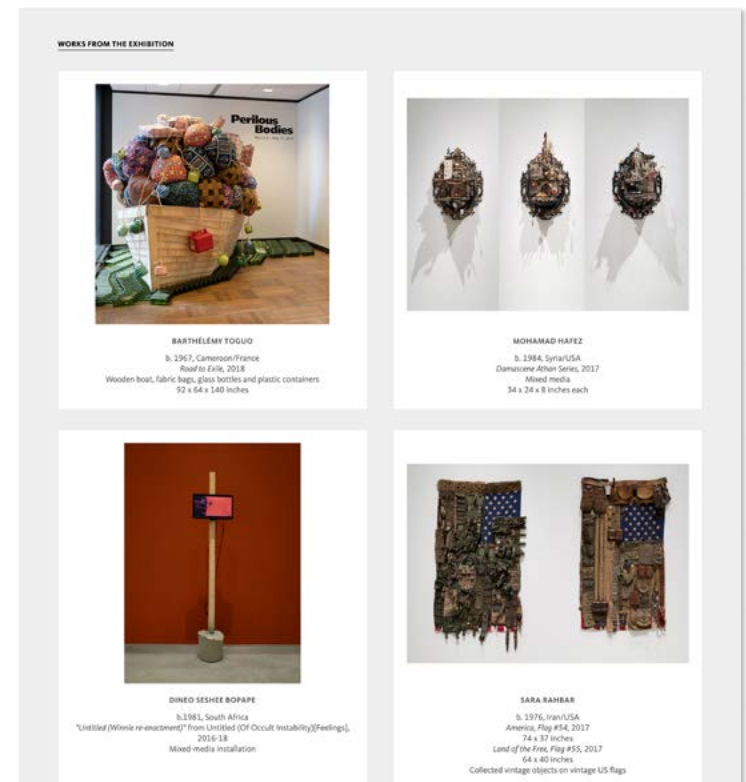 WORKS FROM THE EXHIBITION
Perilous
Bodies
BARTHÉLÉMY TOGUO
b. 1967, Cameroon/France
Road to Exile, 2018
Wooden boat, fabric bags, glass bottles and plastic containers
92 x 64 x 140 inches
MOHAMAD HAFEZ
b. 1984, Syria/USA
Damascene Athan Series, 2017
Mixed media
34 x 24 x 8 inches each
DINEO SESHEE BOPAPE
b.1981, South Africa
"Untitled (Winnie re-enactment)" from Untitled (Of Occult Instability)[Feelings],
2016-18
Mixed-media installation
SARA RAHBAR
b. 1976, Iran/USA
America, Flag #54, 2017
74 x 37 inches
Land of the Free, Flag #55, 2017
64 x 40 inches
Collected vintage objects on vintage US flags